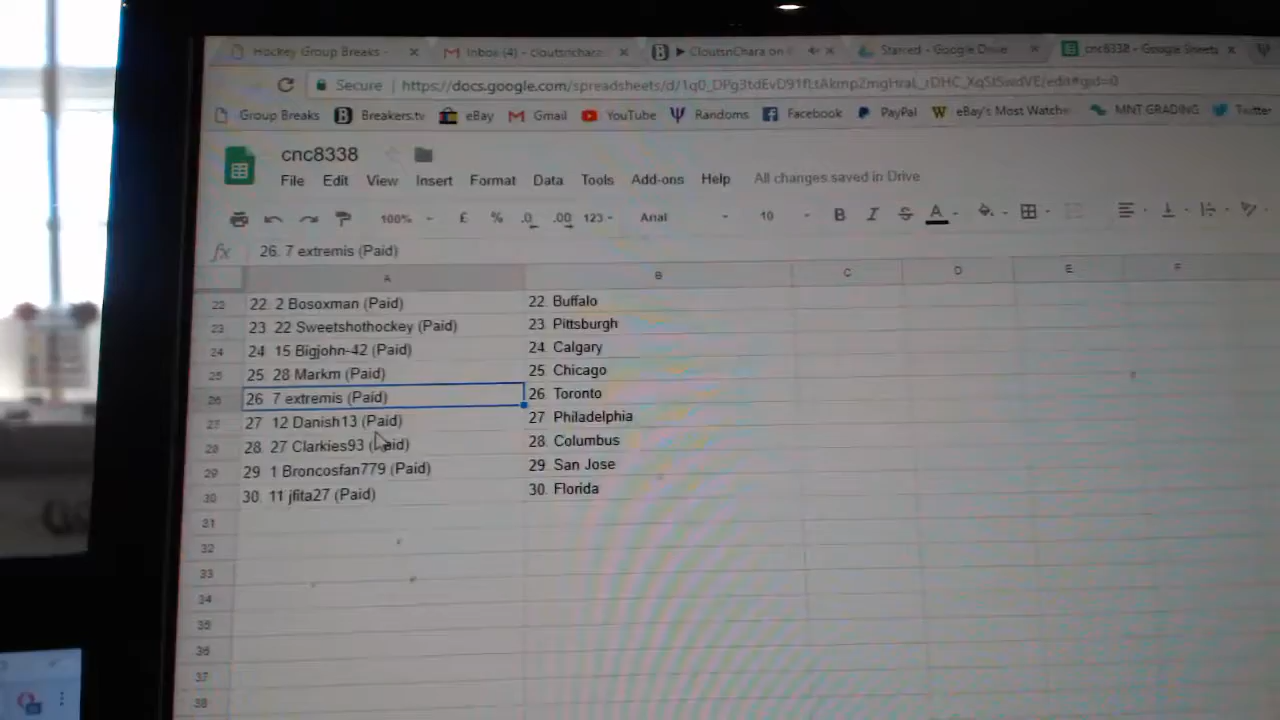 Hockey Group Breaks -
Inbox (4) - cloutsnchara
CloutsnChara on
Starred - Google Drive
cnc8338 - Google Sheets
Secure
Group Breaks
Breakers.tv
eBay
Gmail
YouTube
Randoms
Facebook
PayPal
eBay's Most Watche
MNT GRADING
Twitter
cnc8338
File Edit View Insert Format Data Tools Add-ons Help All changes saved in Drive
100% £ % .0 .00 123 Arial 10 B I S A
fx 26. 7 extremis (Paid)
A B C D E F
22 22. 2 Bosoxman (Paid) 22. Buffalo
23 23 22 Sweetshothockey (Paid) 23. Pittsburgh
24 24 15 Bigjohn-42 (Paid) 24. Calgary
25 25 28 Markm (Paid) 25 Chicago
26 26 7 extremis (Paid) 26. Toronto
27 27 12 Danish13 (Paid) 27. Philadelphia
28 28. 27 Clarkies93 (Paid) 28. Columbus
29 29 1 Broncosfan779 (Paid) 29. San Jose
30 30. 11 jfita27 (Paid) 30. Florida
31
32
33
34
35
36
37
38